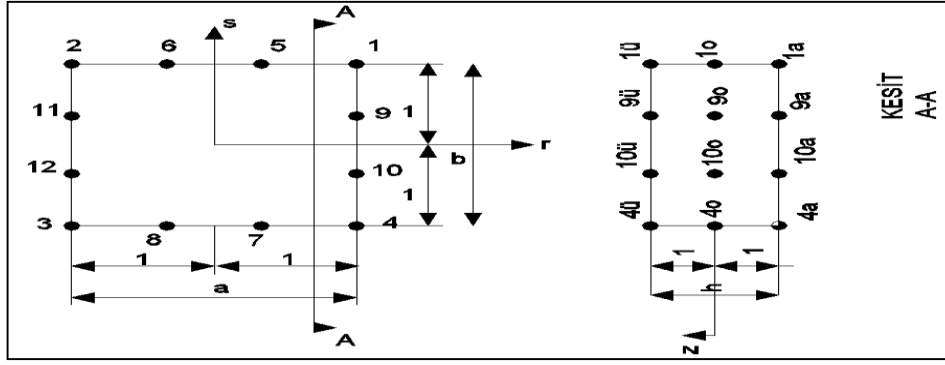 A
s
2 6 5 1
11 1 9
r
12 b
10
1
3 8 7 4
1 1
a
A
1ü 1o 1a
9ü 9o 9a
10ü 10o 10a
4ü 4o 4a
1 1
h
z
KESİT
A-A